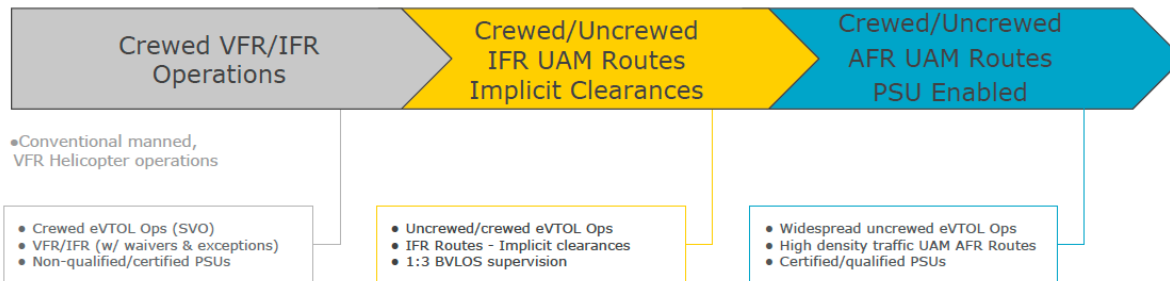 Crewed VFR/IFR
Operations
Crewed/Uncrewed
IFR UAM Routes
Implicit Clearances
Crewed/Uncrewed
AFR UAM Routes
PSU Enabled
●Conventional manned,
VFR Helicopter operations
● Crewed eVTOL Ops (SVO)
● VFR/IFR (w/ waivers & exceptions)
● Non-qualified/certified PSUs
● Uncrewed/crewed eVTOL Ops
● IFR Routes - Implicit clearances
● 1:3 BVLOS supervision
● Widespread uncrewed eVTOL Ops
● High density traffic UAM AFR Routes
● Certified/qualified PSUs